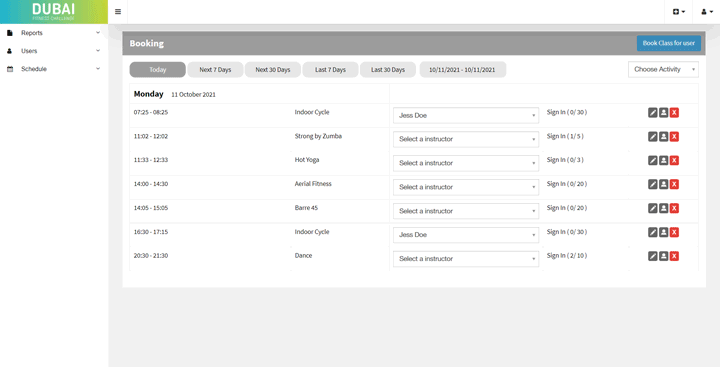 DUBAI
FITNESS CHALLENGE
Reports
Users
Schedule
Booking
Book Class for user
Today
Next 7 Days
Next 30 Days
Last 7 Days
Last 30 Days
10/11/2021 - 10/11/2021
Choose Activity
Monday 11 October 2021
07:25 - 08:25 Indoor Cycle Jess Doe Sign In ( 0/ 30 ) X
11:02 - 12:02 Strong by Zumba Select a instructor Sign In ( 1/ 5 ) X
11:33 - 12:33 Hot Yoga Select a instructor Sign In ( 0/ 3 ) X
14:00 - 14:30 Aerial Fitness Select a instructor Sign In ( 0/ 20 ) X
14:05 - 15:05 Barre 45 Select a instructor Sign In ( 0/ 20 ) X
16:30 - 17:15 Indoor Cycle Jess Doe Sign In ( 0/ 30 ) X
20:30 - 21:30 Dance Select a instructor Sign In ( 2/ 10 ) X